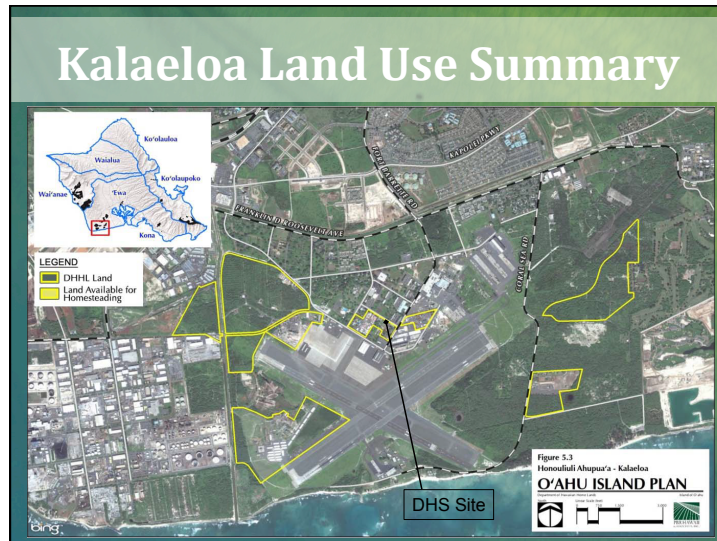 Kalaeloa Land Use Summary
Ko'olauloa
Waialua
Ko'olaupoko
Wai'anae
'Ewa
Kona
LEGEND
DHHL Land
Land Available for
Homesteading
KAPOLEI PKWY
FORT BARRETTE RD
FRANKLIN D ROOSEVELT AVE
CORAL SEA RD
DHS Site
Figure 5.3
Honouliuli Ahupua'a - Kalaeloa
O'AHU ISLAND PLAN
Department of Hawaiian Home Lands
PBR HAWAII
bing